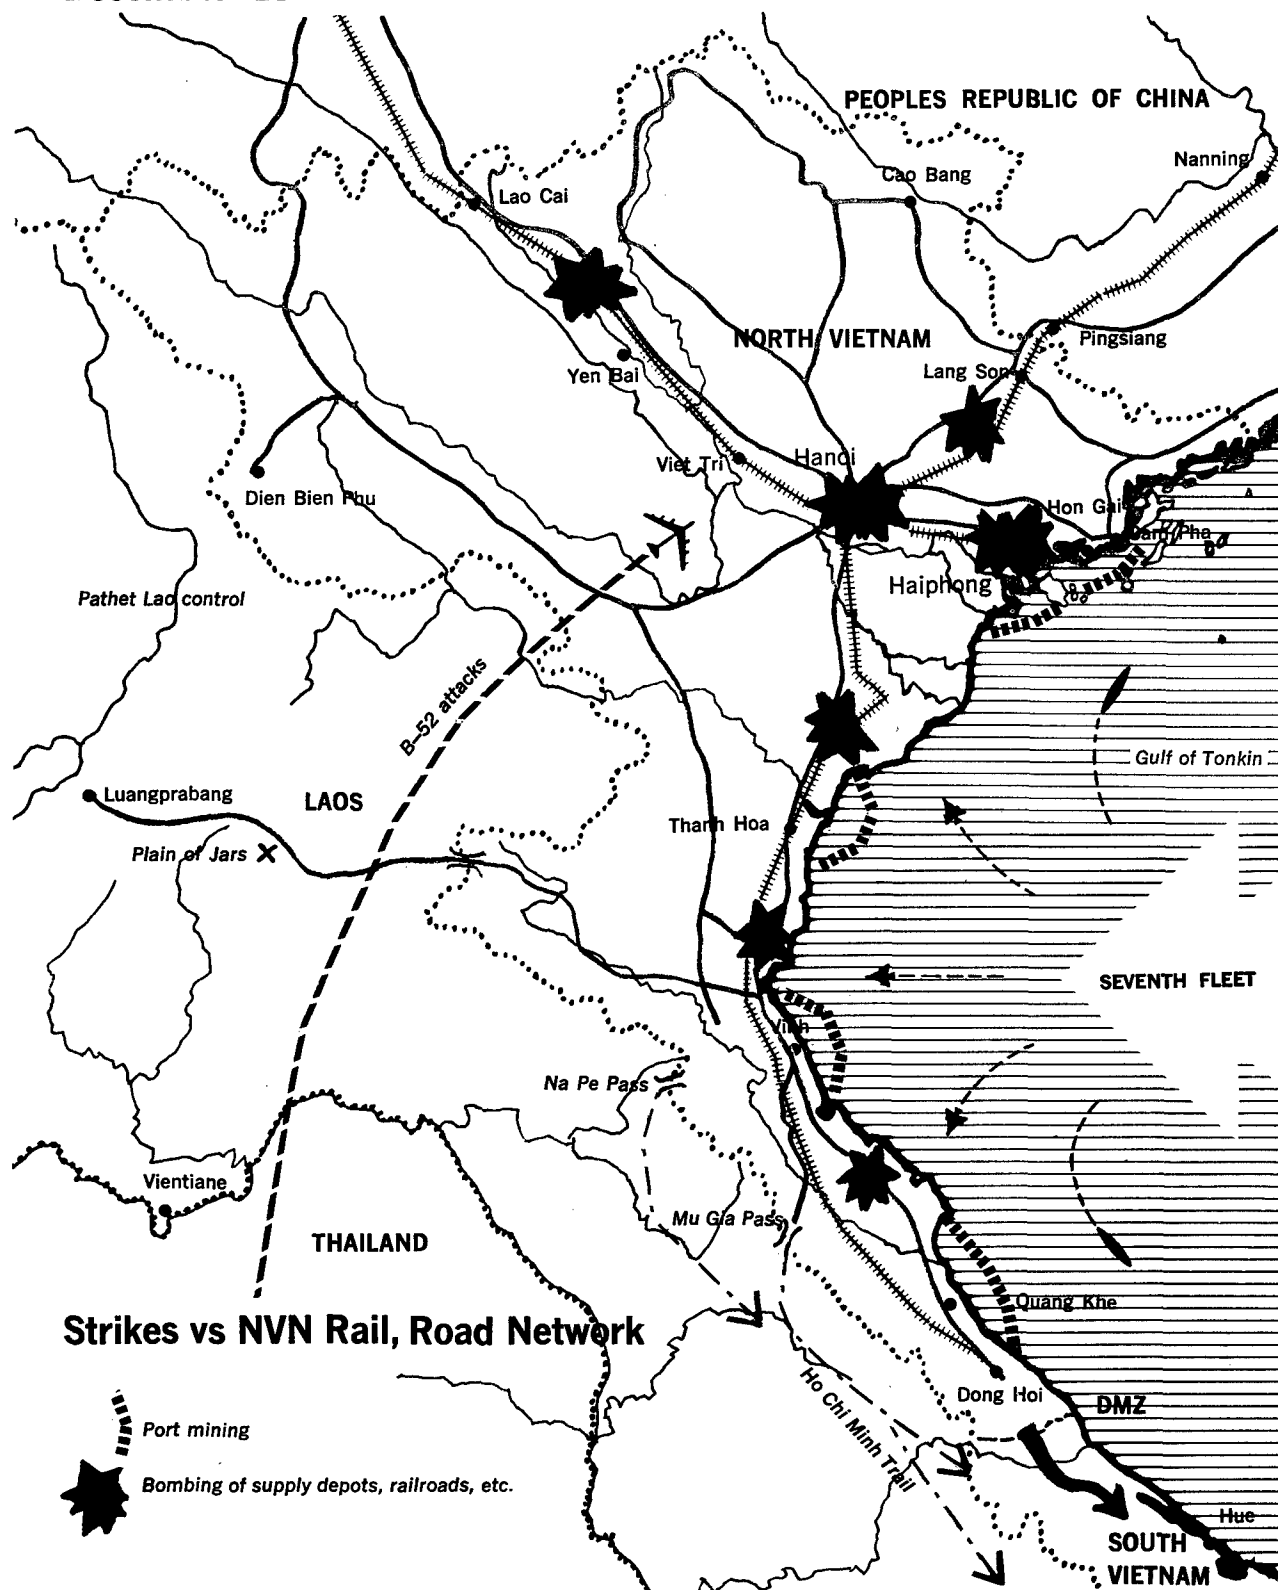 PEOPLES REPUBLIC OF CHINA
Nanning
Cao Bang
Lao Cai
NORTH VIETNAM
Pingsiang
Lang Son
Yen Bai
Viet Tri
Hanoi
Dien Bien Phu
Hon Gai
Cam Pha
Haiphong
Pathet Lao control
B-52 attacks
Gulf of Tonkin
Luangprabang
LAOS
Thanh Hoa
Plain of Jars
SEVENTH FLEET
Vinh
Na Pe Pass
Vientiane
Mu Gia Pass
THAILAND
Quang Khe
Strikes vs NVN Rail, Road Network
Ho Chi Minh Trail
Dong Hoi
DMZ
Port mining
Bombing of supply depots, railroads, etc.
Hue
SOUTH
VIETNAM